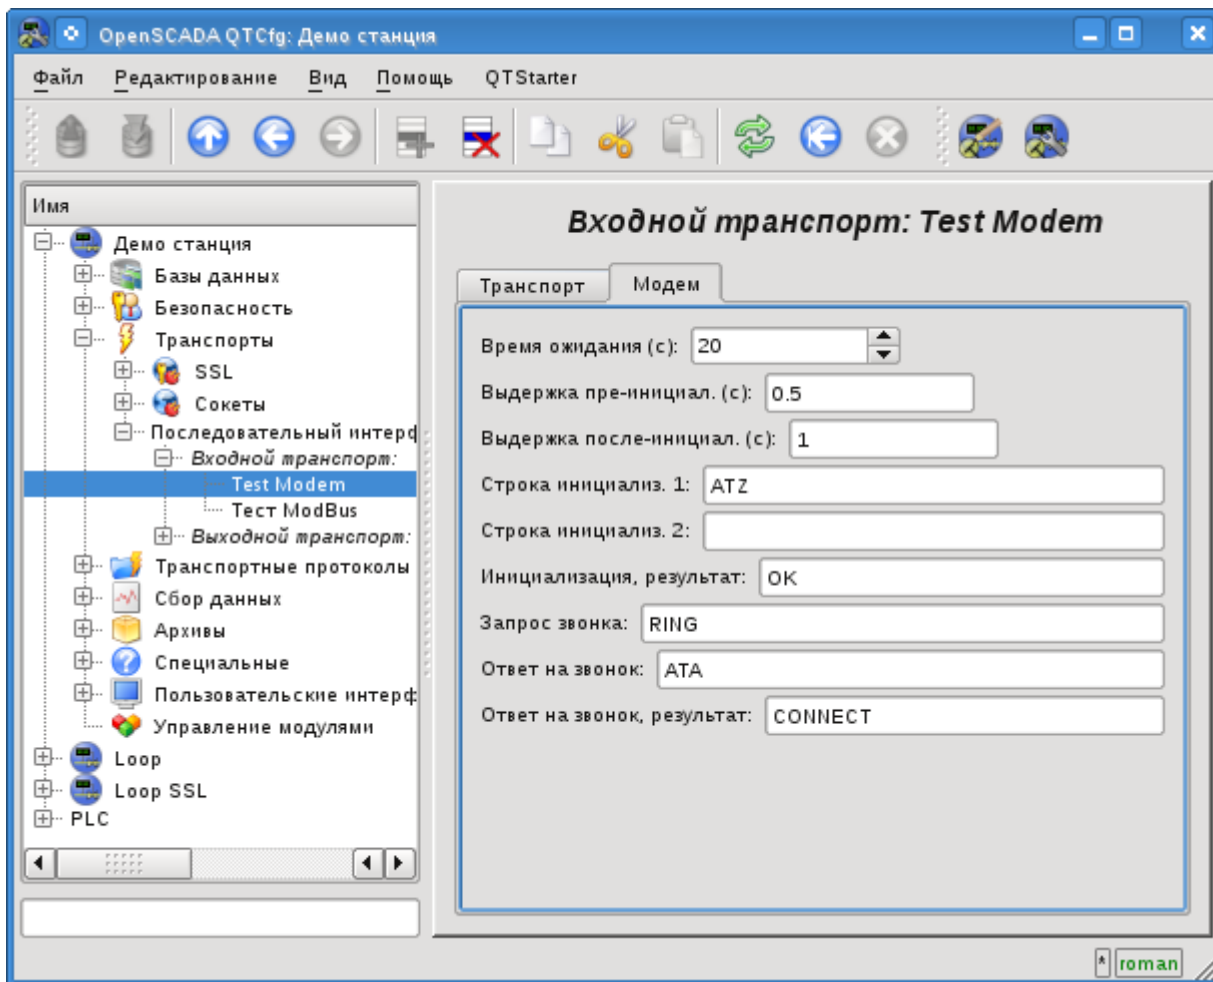 OpenSCADA QTCfg: Демо станция
Файл Редактирование Вид Помощь QTStarter
Имя
Демо станция
Базы данных
Безопасность
Транспорты
SSL
Сокеты
Последовательный интерф
Входной транспорт:
Test Modem
Тест ModBus
Выходной транспорт:
Транспортные протоколы
Сбор данных
Архивы
Специальные
Пользовательские интерф
Управление модулями
Loop
Loop SSL
PLC
Входной транспорт: Test Modem
Транспорт Модем
Время ожидания (с): 20
Выдержка пре-инициал. (с): 0.5
Выдержка после-инициал. (с): 1
Строка инициализ. 1: ATZ
Строка инициализ. 2:
Инициализация, результат: OK
Запрос звонка: RING
Ответ на звонок: ATA
Ответ на звонок, результат: CONNECT
* roman